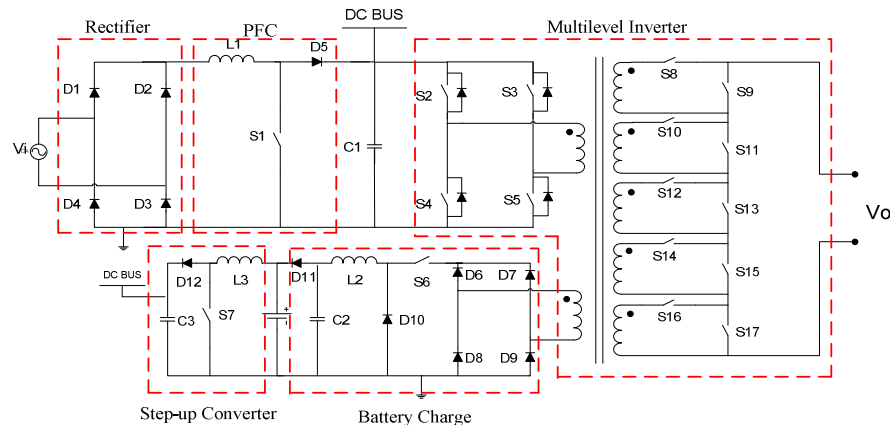 DC BUS
Rectifier
PFC
Multilevel Inverter
L1
D5
D1
D2
S1
C1
D4
D3
S2
S3
S4
S5
S8
S9
S10
S11
S12
S13
S14
S15
S16
S17
Vi
Vo
DC BUS
D12
L3
D11
L2
S6
D6
D7
C3
S7
+
-
C2
D10
D8
D9
Step-up Converter
Battery Charge